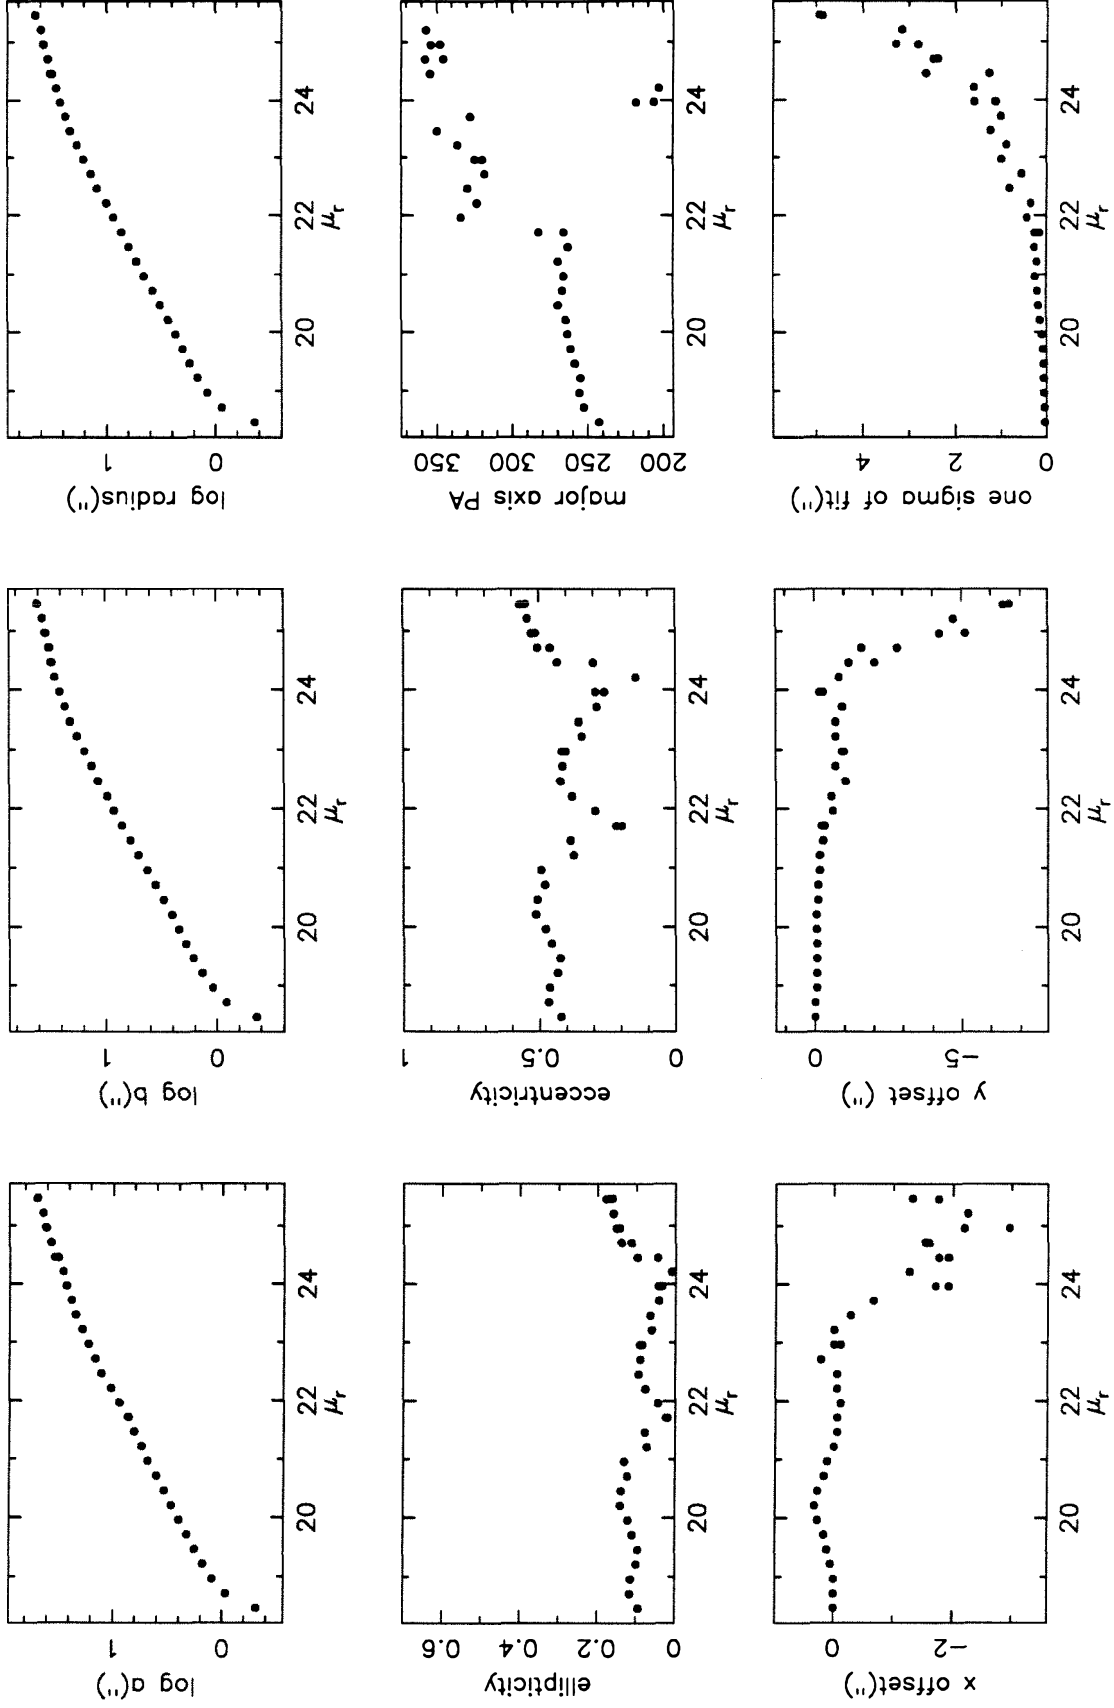 log a(")
1
0
20 22 24
μr
log b(")
1
0
20 22 24
μr
log radius(")
1
0
20 22 24
μr
ellipticity
0.6
0.4
0.2
0
20 22 24
μr
eccentricity
1
0.5
0
20 22 24
μr
major axis PA
350
300
250
200
20 22 24
μr
x offset(")
0
-2
20 22 24
μr
y offset (")
0
-5
20 22 24
μr
one sigma of fit(")
4
2
0
20 22 24
μr